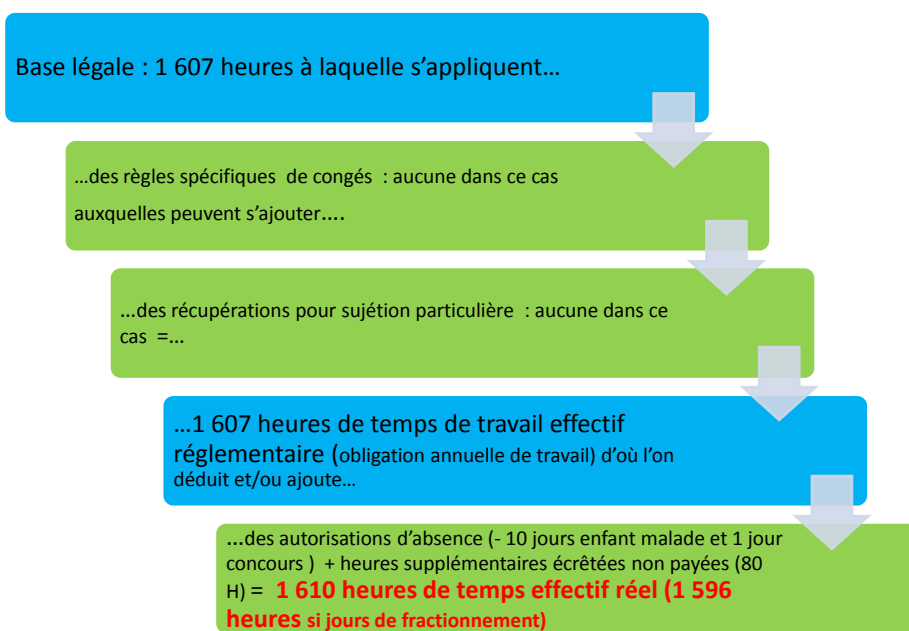 Base légale : 1 607 heures à laquelle s’appliquent…
…des règles spécifiques de congés : aucune dans ce cas
auxquelles peuvent s’ajouter….
…des récupérations pour sujétion particulière : aucune dans ce
cas =…
…1 607 heures de temps de travail effectif
réglementaire (obligation annuelle de travail) d’où l’on
déduit et/ou ajoute…
…des autorisations d’absence (- 10 jours enfant malade et 1 jour
concours ) + heures supplémentaires écrêtées non payées (80
H) = 1 610 heures de temps effectif réel (1 596
heures si jours de fractionnement)